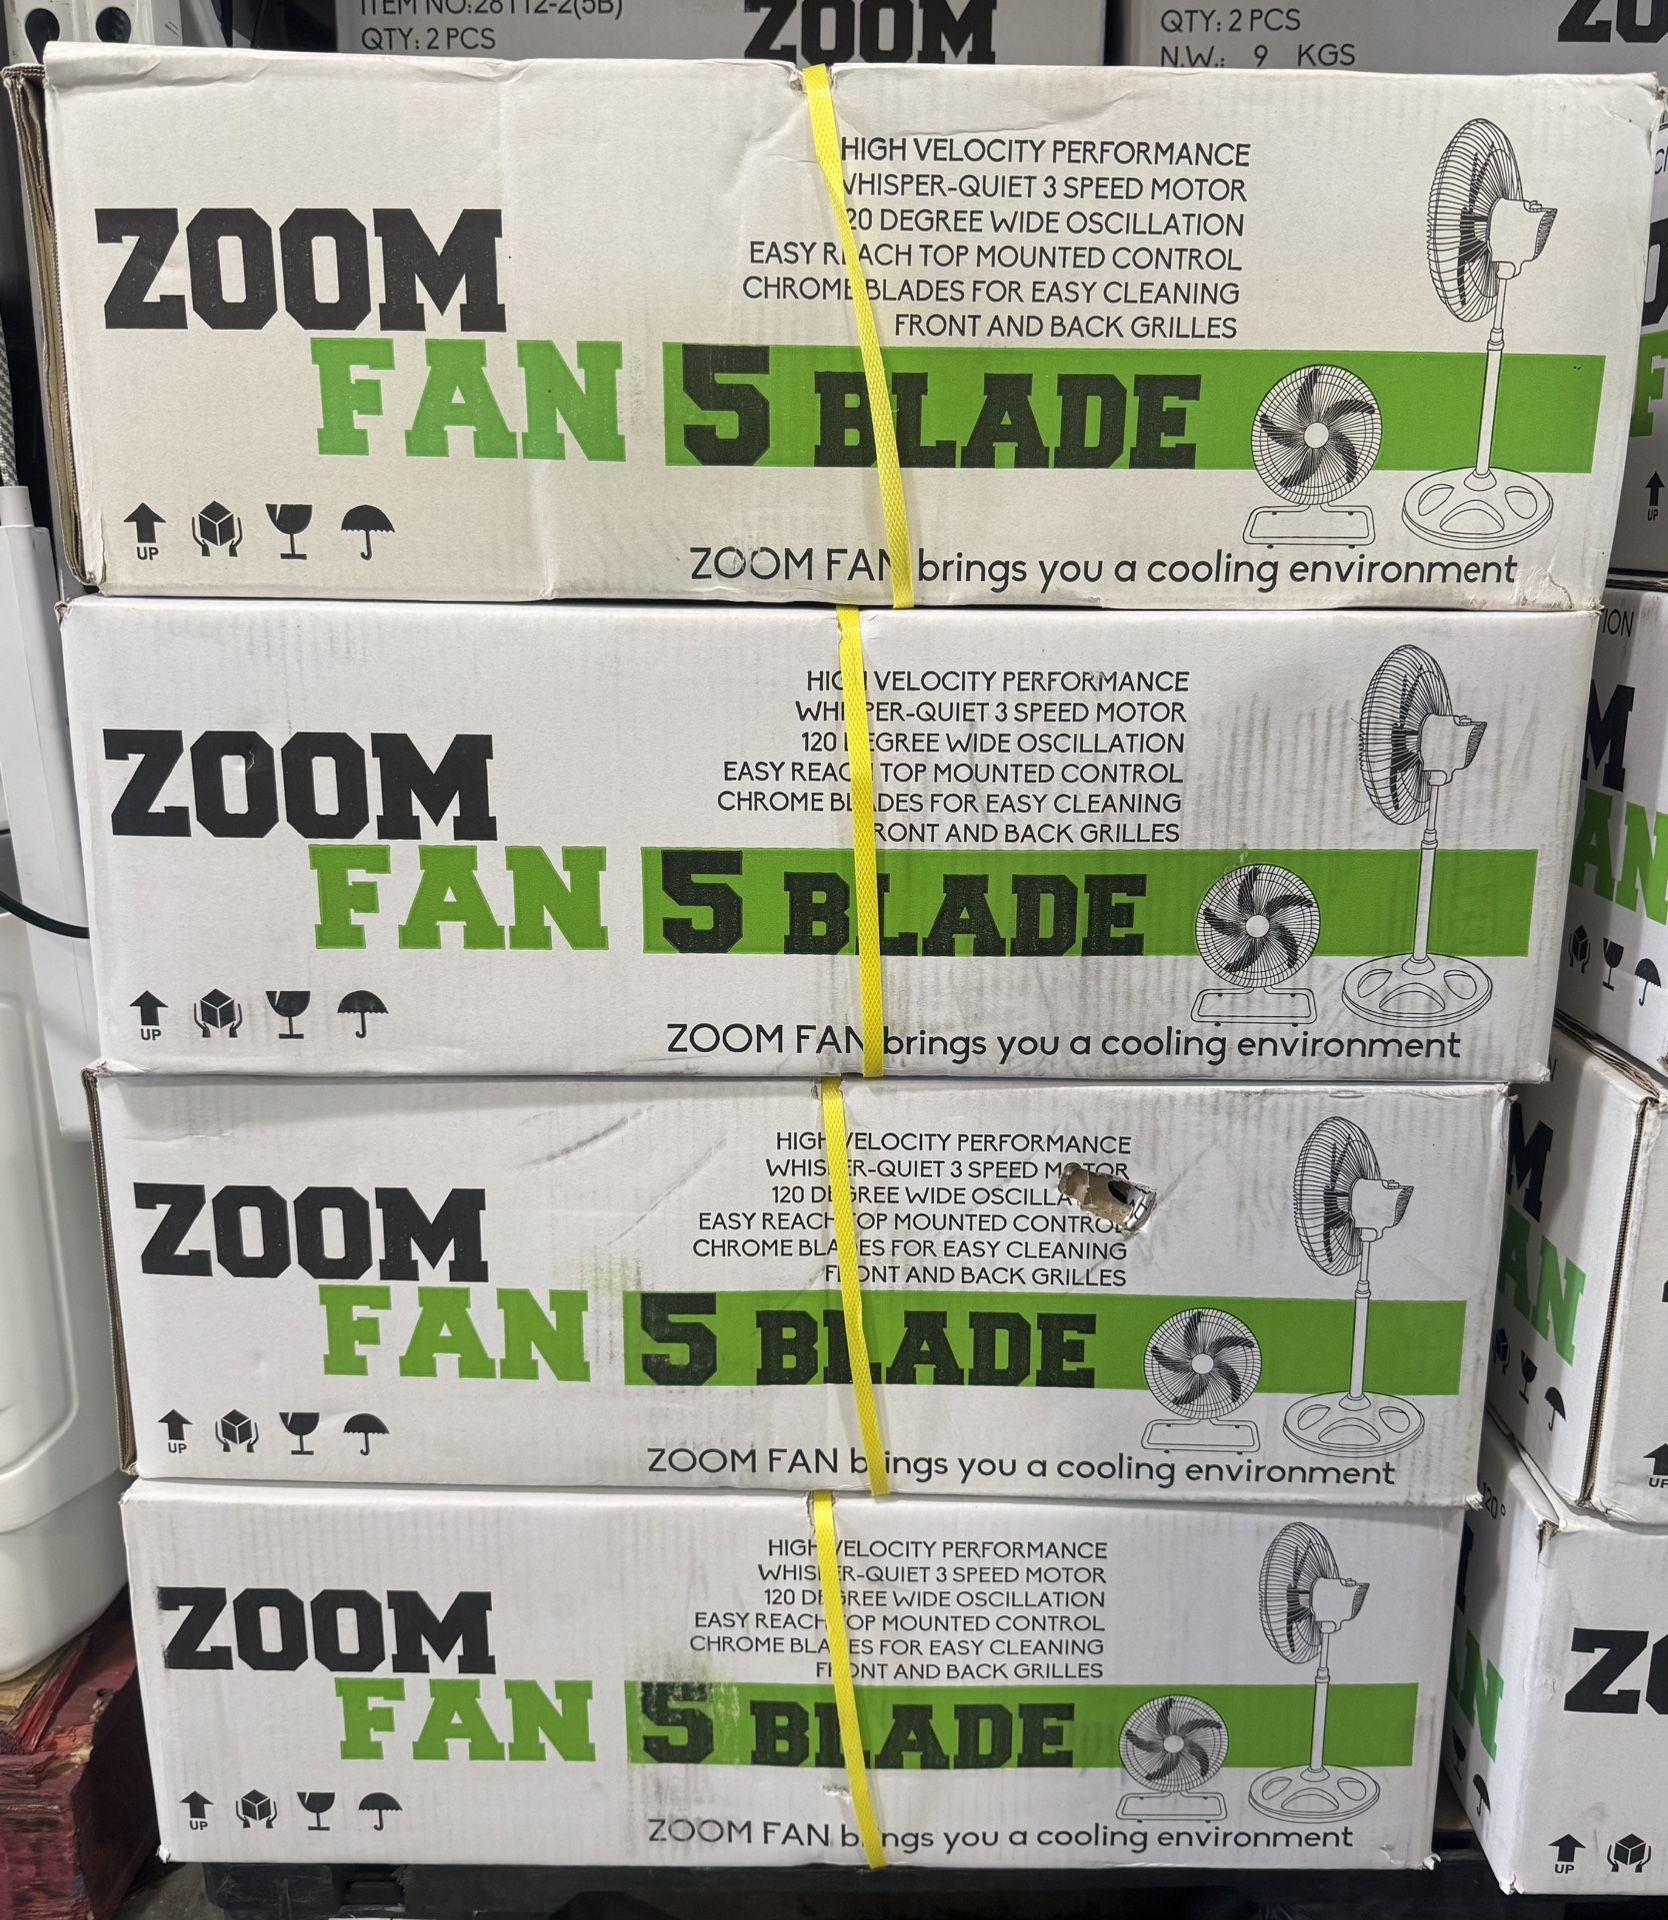 ITEM NO.:28112-2(5B)
QTY: 2 PCS
ZOOM
QTY: 2 PCS
N.W.: 9 KGS
HIGH VELOCITY PERFORMANCE
WHISPER-QUIET 3 SPEED MOTOR
20 DEGREE WIDE OSCILLATION
EASY REACH TOP MOUNTED CONTROL
CHROME BLADES FOR EASY CLEANING
FRONT AND BACK GRILLES
ZOOM
FAN 5 BLADE
UP
ZOOM FAN brings you a cooling environment
HIGH VELOCITY PERFORMANCE
WHISPER-QUIET 3 SPEED MOTOR
120 DEGREE WIDE OSCILLATION
EASY REACH TOP MOUNTED CONTROL
CHROME BLADES FOR EASY CLEANING
FRONT AND BACK GRILLES
ZOOM
FAN 5 BLADE
UP
ZOOM FAN brings you a cooling environment
HIGH VELOCITY PERFORMANCE
WHISPER-QUIET 3 SPEED MOTOR
120 DEGREE WIDE OSCILLATION
EASY REACH TOP MOUNTED CONTROL
CHROME BLADES FOR EASY CLEANING
FRONT AND BACK GRILLES
ZOOM
FAN 5 BLADE
UP
ZOOM FAN brings you a cooling environment
HIGH VELOCITY PERFORMANCE
WHISPER-QUIET 3 SPEED MOTOR
120 DEGREE WIDE OSCILLATION
EASY REACH TOP MOUNTED CONTROL
CHROME BLADES FOR EASY CLEANING
FRONT AND BACK GRILLES
ZOOM
FAN 5 BLADE
UP
ZOOM FAN brings you a cooling environment
UP
UP
UP